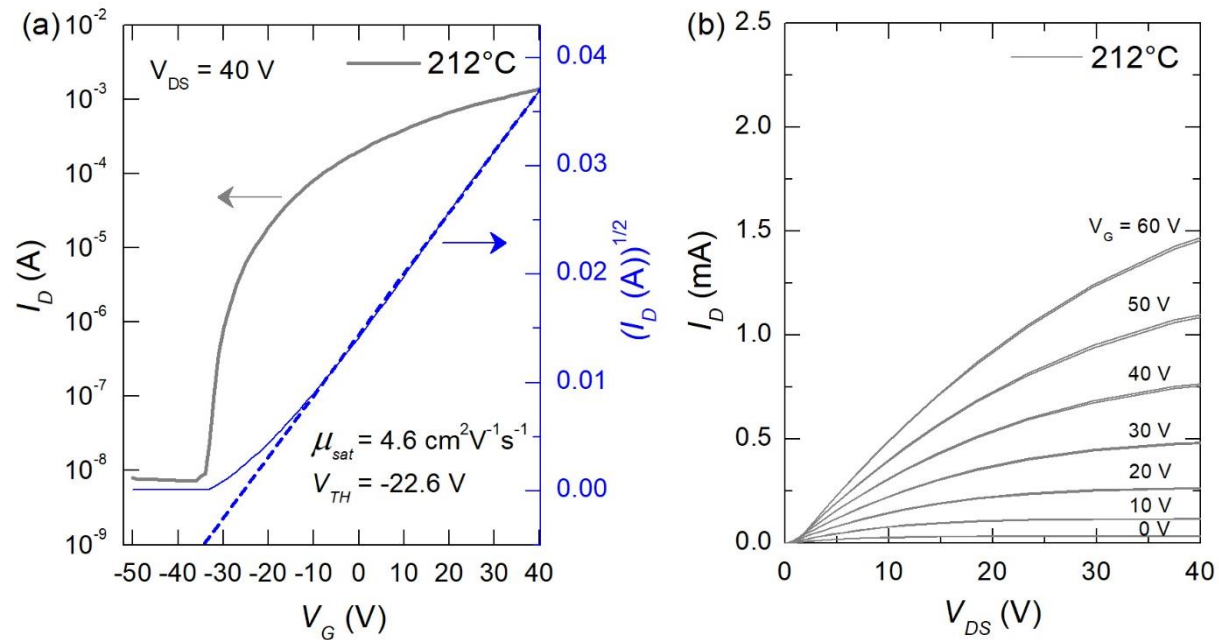 (a)
V_DS = 40 V
212°C
10^-2
10^-3
10^-4
10^-5
10^-6
10^-7
10^-8
10^-9
I_D (A)
-50 -40 -30 -20 -10 0 10 20 30 40
V_G (V)
0.04
0.03
0.02
0.01
0.00
(I_D (A))^1/2
μ_sat = 4.6 cm^2V^-1s^-1
V_TH = -22.6 V
(b)
212°C
2.5
2.0
1.5
1.0
0.5
0.0
I_D (mA)
V_G = 60 V
50 V
40 V
30 V
20 V
10 V
0 V
0 10 20 30 40
V_DS (V)